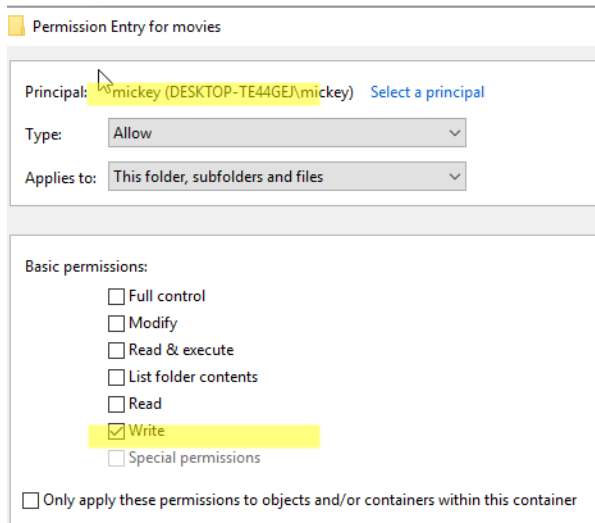 Permission Entry for movies
Principal: mickey (DESKTOP-TE44GEJ\mickey) Select a principal
Type: Allow
Applies to: This folder, subfolders and files
Basic permissions:
Full control
Modify
Read & execute
List folder contents
Read
Write
Special permissions
Only apply these permissions to objects and/or containers within this container